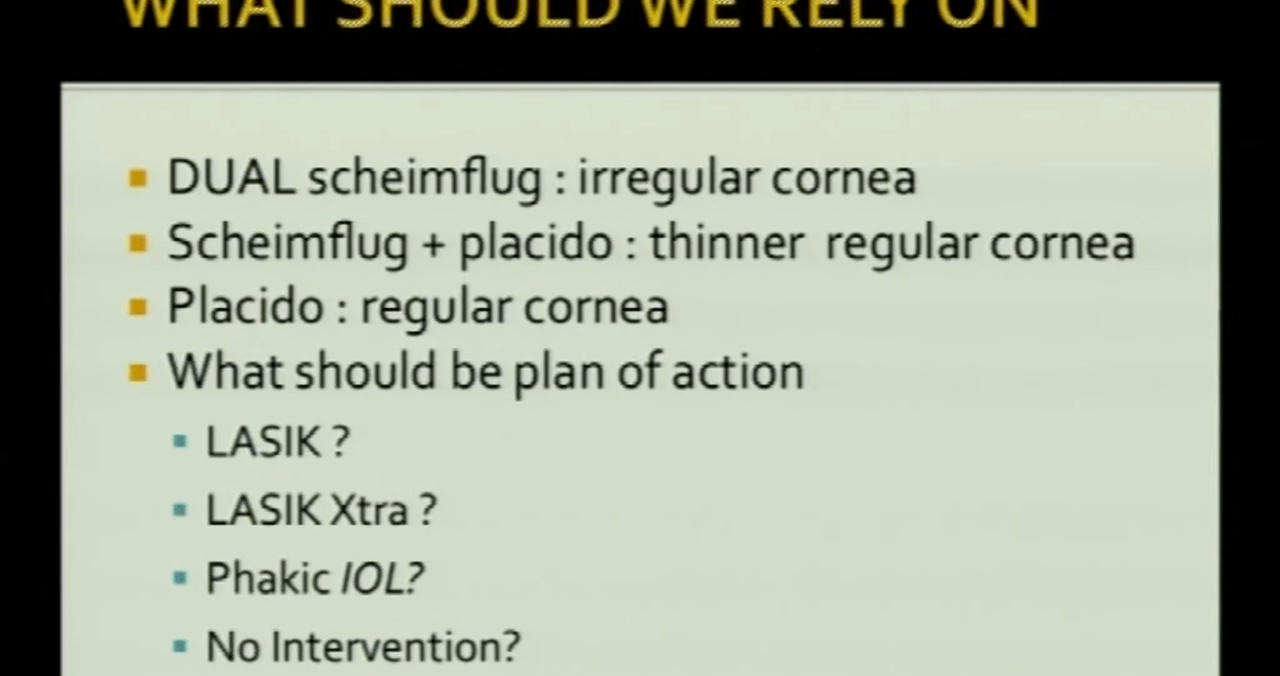 WHAT SHOULD WE RELY ON
DUAL scheimflug : irregular cornea
Scheimflug + placido : thinner regular cornea
Placido : regular cornea
What should be plan of action
LASIK ?
LASIK Xtra ?
Phakic IOL?
No Intervention?